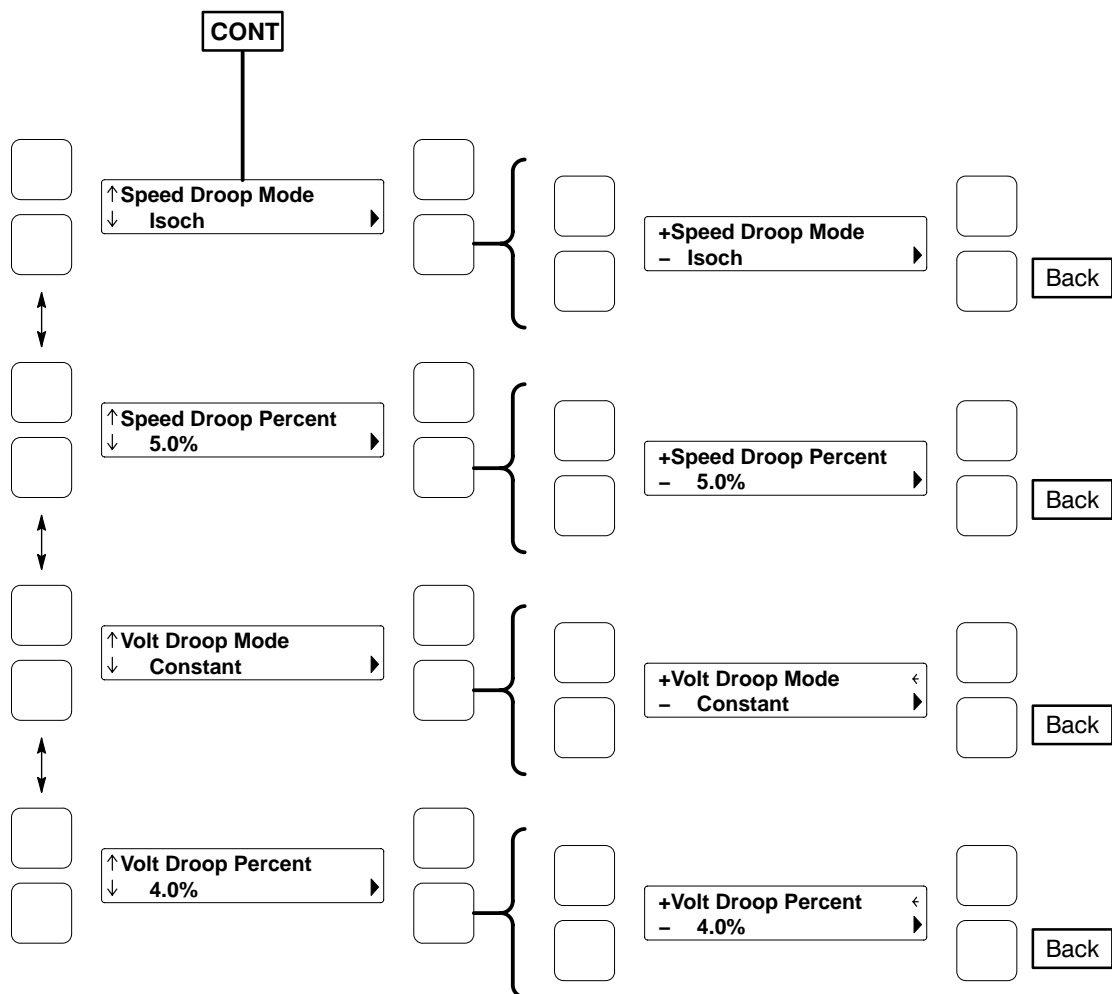 CONT
↑Speed Droop Mode
↓ Isoch ▶
+Speed Droop Mode
– Isoch ▶
Back
↑Speed Droop Percent
↓ 5.0% ▶
+Speed Droop Percent
– 5.0% ▶
Back
↑Volt Droop Mode
↓ Constant ▶
+Volt Droop Mode ←
– Constant ▶
Back
↑Volt Droop Percent
↓ 4.0% ▶
+Volt Droop Percent ←
– 4.0% ▶
Back